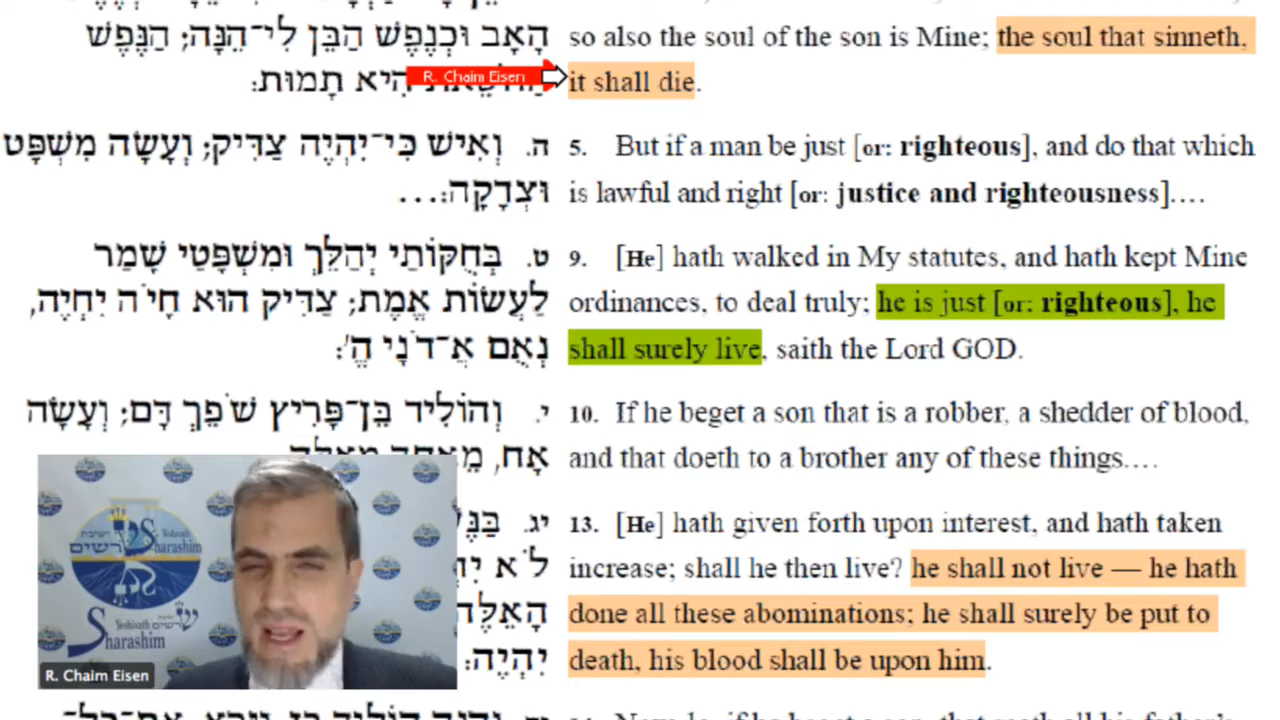 הָאָב וּכְנֶפֶשׁ הַבֵּן לִי־הֵנָּה; הַנֶּפֶשׁ
הִיא תָמוּת:
so also the soul of the son is Mine; the soul that sinneth,
it shall die.
R. Chaim Eisen
ה. וְאִישׁ כִּי־יִהְיֶה צַדִּיק; וְעָשָׂה מִשְׁפָּט
וּצְדָקָה:...
5. But if a man be just [or: righteous], and do that which
is lawful and right [or: justice and righteousness]....
ט. בְּחֻקּוֹתַי יְהַלֵּךְ וּמִשְׁפָּטַי שָׁמַר
לַעֲשׂוֹת אֱמֶת; צַדִּיק הוּא חָיֹה יִחְיֶה,
נְאֻם אֲ־דֹנָי הֱ':
9. [He] hath walked in My statutes, and hath kept Mine
ordinances, to deal truly; he is just [or: righteous], he
shall surely live, saith the Lord GOD.
י. וְהוֹלִיד בֵּן־פָּרִיץ שֹׁפֵךְ דָּם; וְעָשָׂה
אָח, מֵאַחַד מֵאֵלֶּה
10. If he beget a son that is a robber, a shedder of blood,
and that doeth to a brother any of these things....
יג.
לֹא
הָאֵלֶּה
יִהְיֶה:
13. [He] hath given forth upon interest, and hath taken
increase; shall he then live? he shall not live — he hath
done all these abominations; he shall surely be put to
death, his blood shall be upon him.
ישיבת
שרשים
Yeshivath
Sharashim
R. Chaim Eisen